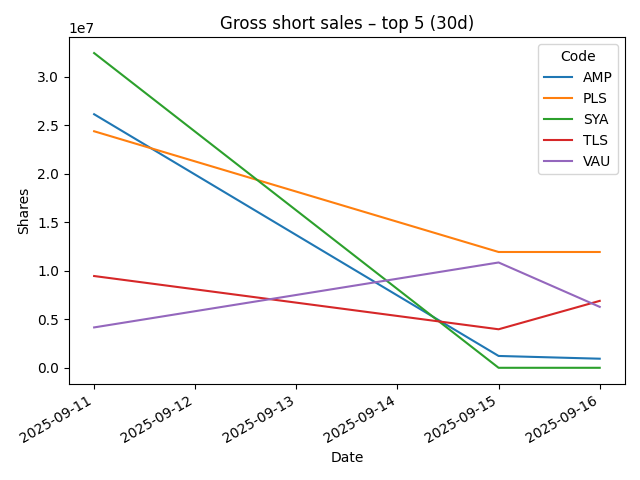 Gross short sales – top 5 (30d)
1e7
Code
AMP
PLS
SYA
TLS
VAU
3.0
2.5
2.0
1.5
1.0
0.5
0.0
Shares
2025-09-11
2025-09-12
2025-09-13
2025-09-14
2025-09-15
2025-09-16
Date